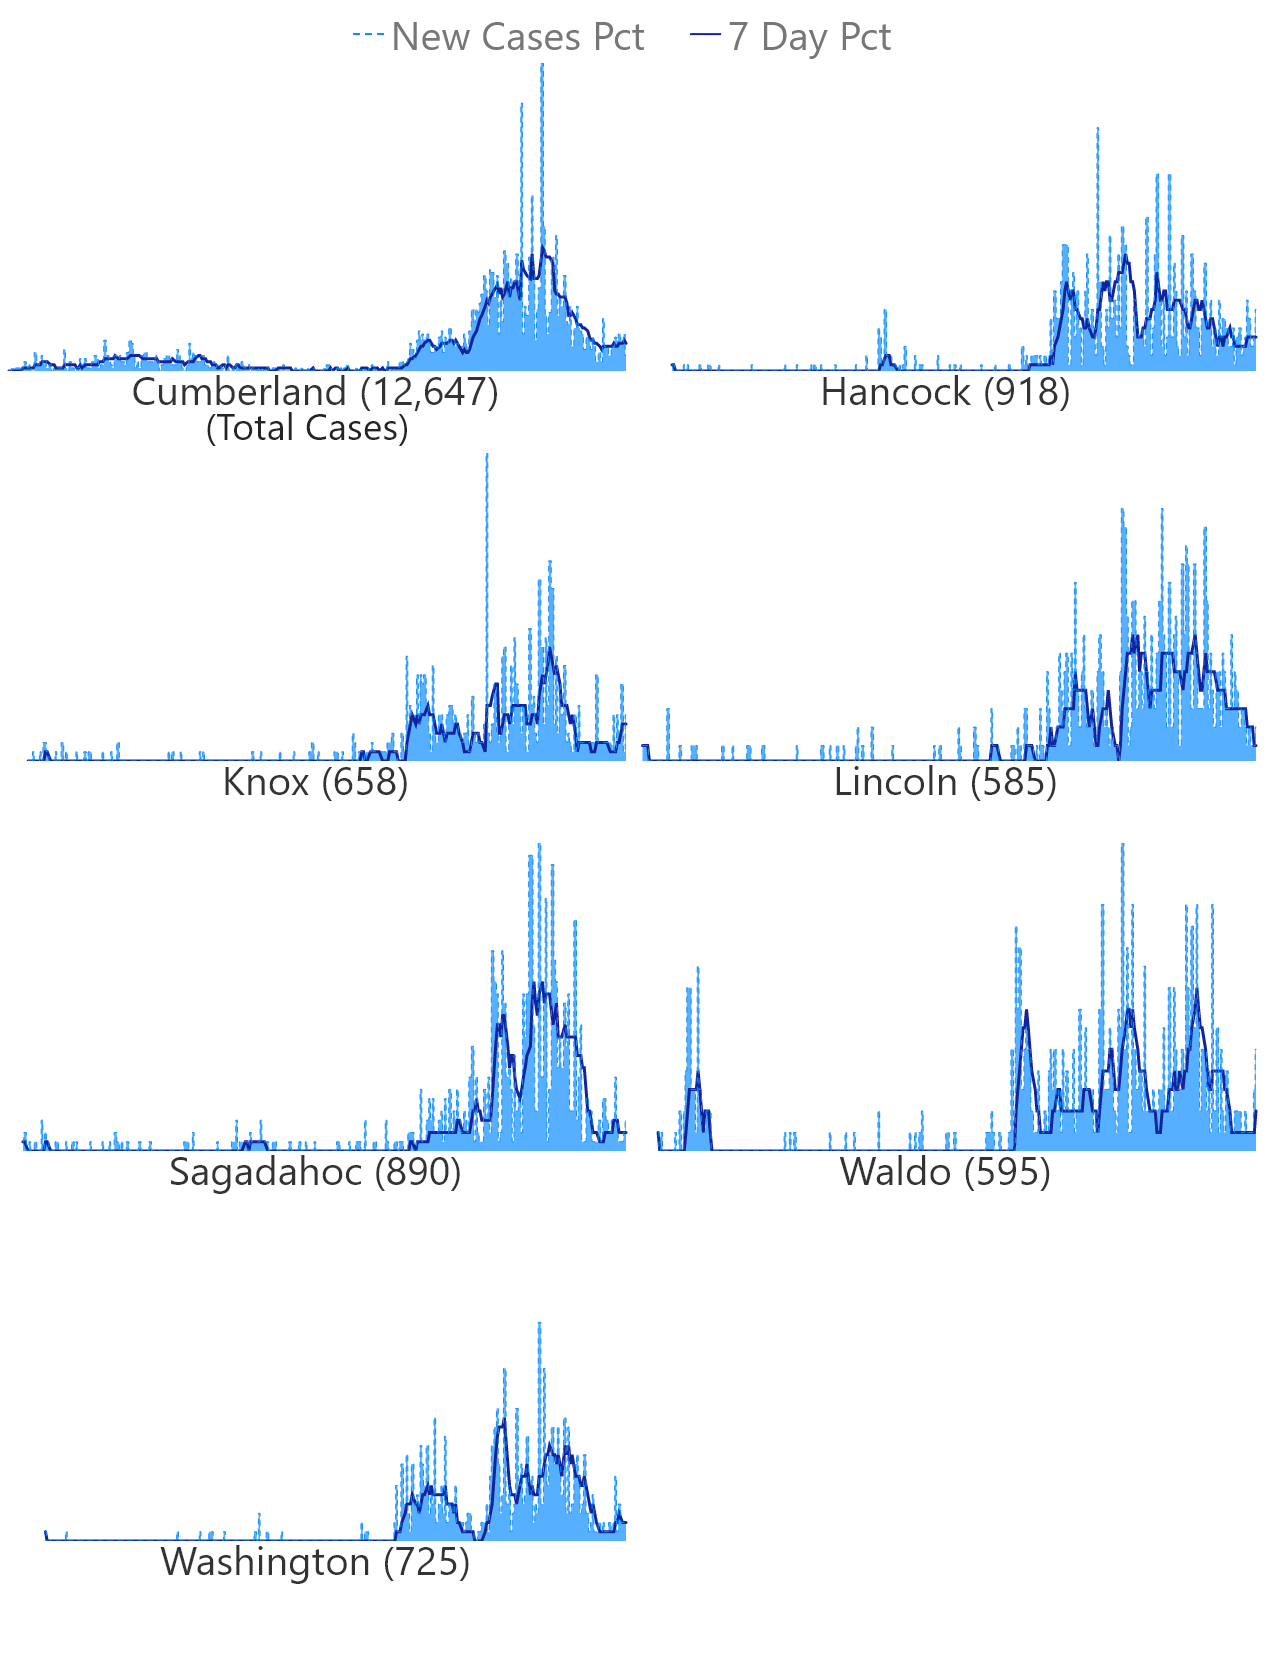 New Cases Pct 7 Day Pct
Cumberland (12,647) Hancock (918)
(Total Cases)
Knox (658) Lincoln (585)
Sagadahoc (890) Waldo (595)
Washington (725)